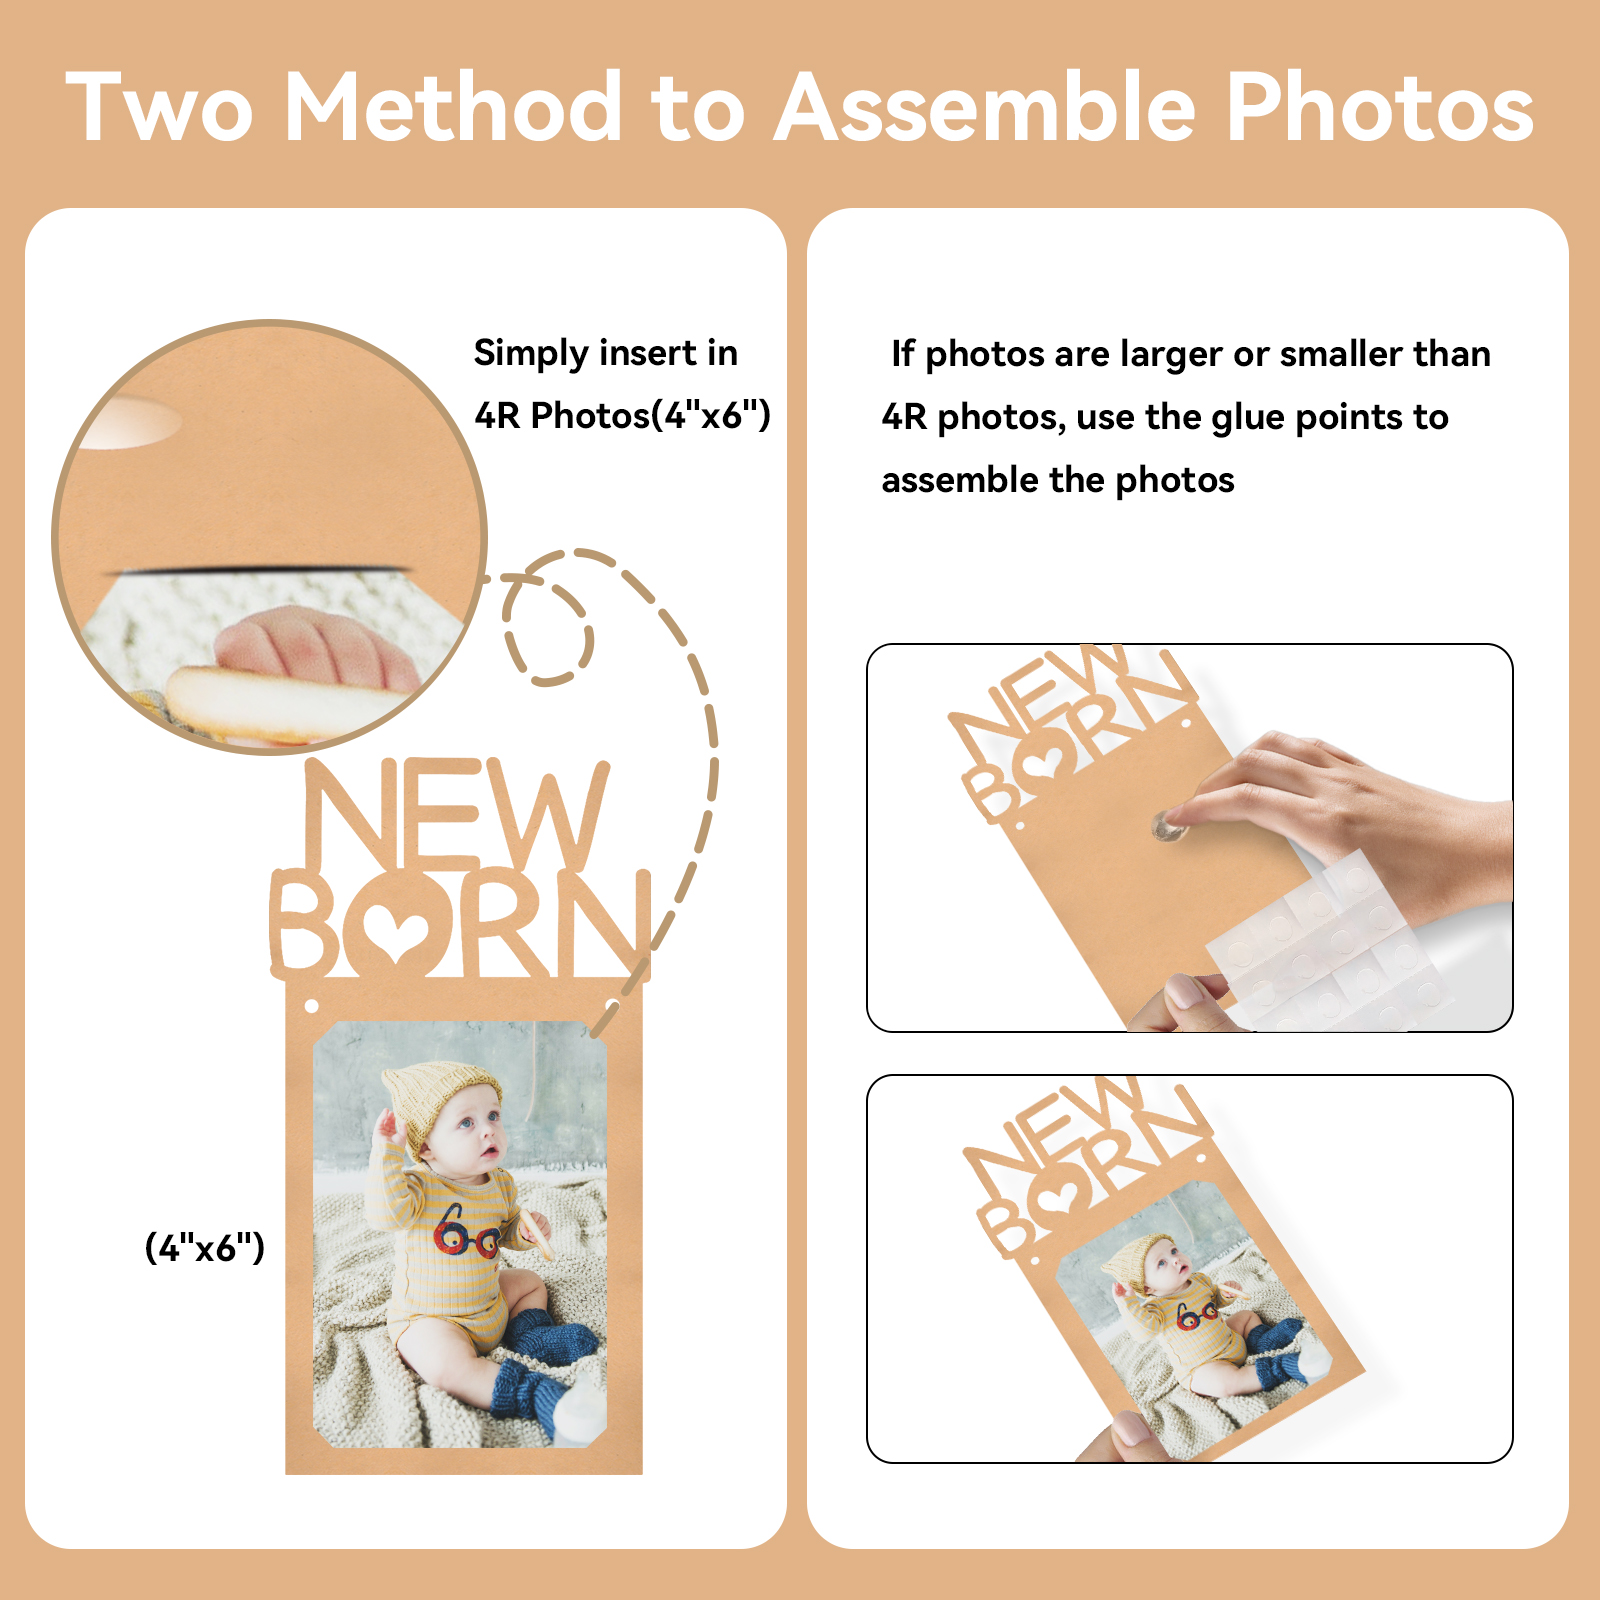 Two Method to Assemble Photos
Simply insert in
4R Photos(4"x6")
NEW
BORN
(4"x6")
If photos are larger or smaller than
4R photos, use the glue points to
assemble the photos
NEW
BORN
NEW
BORN